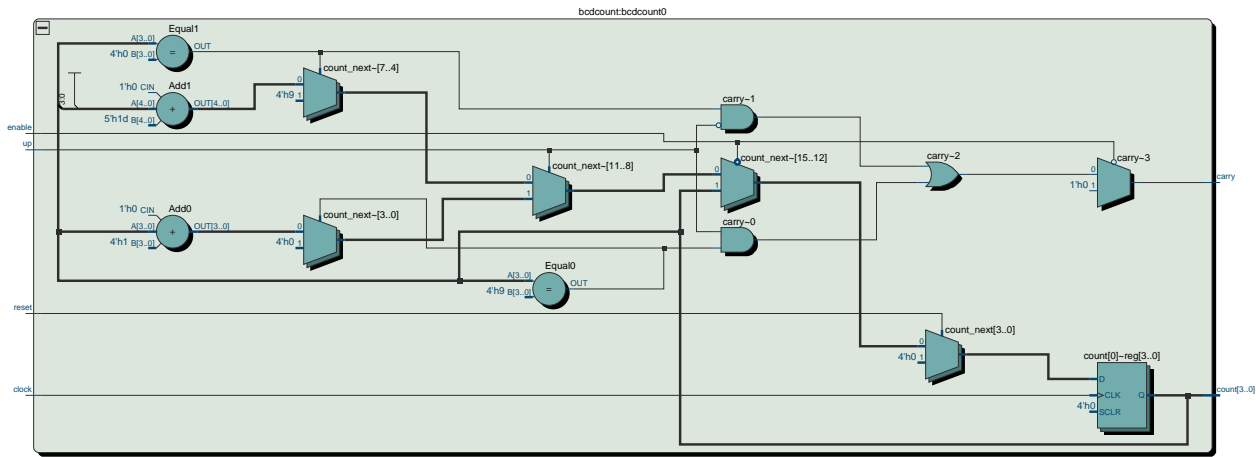 bcdcount:bcdcount0
Equal1
A[3..0]
OUT
4'h0 B[3..0]
=
count_next~[7..4]
3:0
1'h0 CIN
Add1
0
A[4..0]
OUT[4..0]
+
4'h9 1
5'h1d B[4..0]
carry~1
enable
up
count_next~[11..8]
count_next~[15..12]
carry~2
carry~3
0
0
0
1'h0 1
1
1
1'h0 CIN
Add0
count_next~[3..0]
carry~0
A[3..0]
OUT[3..0]
0
+
4'h1 B[3..0]
4'h0 1
Equal0
A[3..0]
OUT
4'h9 B[3..0]
=
reset
count_next[3..0]
0
4'h0 1
count[0]~reg[3..0]
D
clock
>CLK
Q
count[3..0]
4'h0
SCLR
carry